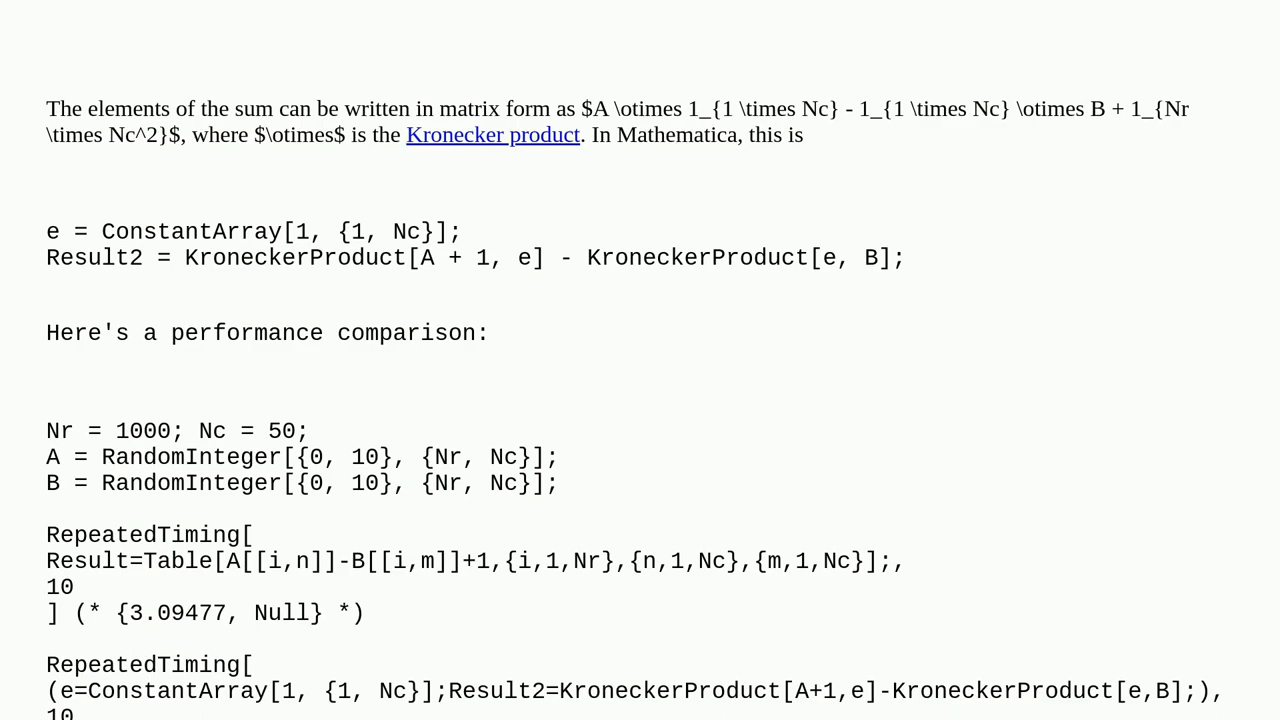 The elements of the sum can be written in matrix form as $A \otimes 1_{1 \times Nc} - 1_{1 \times Nc} \otimes B + 1_{Nr
\times Nc^2}$, where $\otimes$ is the Kronecker product. In Mathematica, this is
e = ConstantArray[1, {1, Nc}];
Result2 = KroneckerProduct[A + 1, e] - KroneckerProduct[e, B];
Here's a performance comparison:
Nr = 1000; Nc = 50;
A = RandomInteger[{0, 10}, {Nr, Nc}];
B = RandomInteger[{0, 10}, {Nr, Nc}];
RepeatedTiming[
Result=Table[A[[i,n]]-B[[i,m]]+1,{i,1,Nr},{n,1,Nc},{m,1,Nc}];,
10
] (* {3.09477, Null} *)
RepeatedTiming[
(e=ConstantArray[1, {1, Nc}];Result2=KroneckerProduct[A+1,e]-KroneckerProduct[e,B];),
10